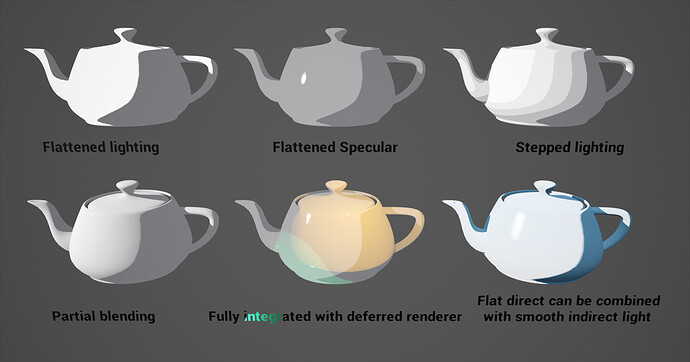 Flattened lighting
Flattened Specular
Stepped lighting
Partial blending
Fully integrated with deferred renderer
Flat direct can be combined
with smooth indirect light